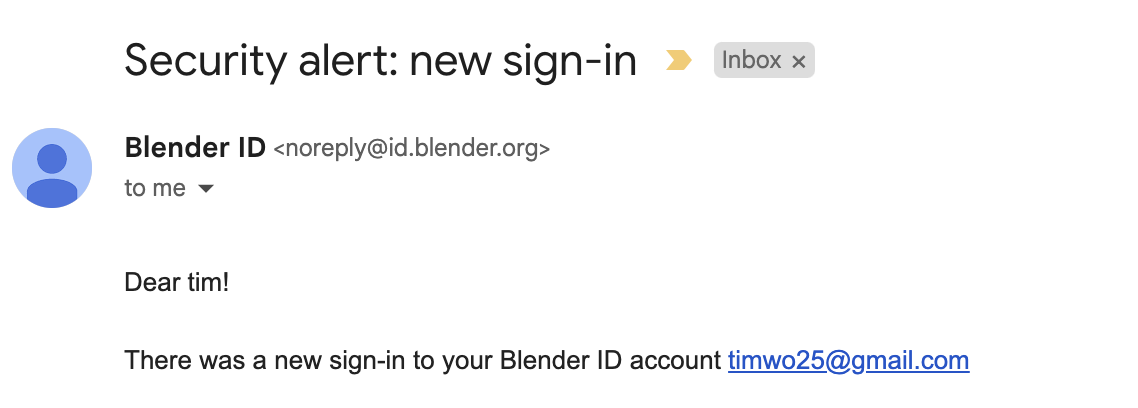 Security alert: new sign-in
Inbox ×
Blender ID <noreply@id.blender.org>
to me
Dear tim!
There was a new sign-in to your Blender ID account timwo25@gmail.com